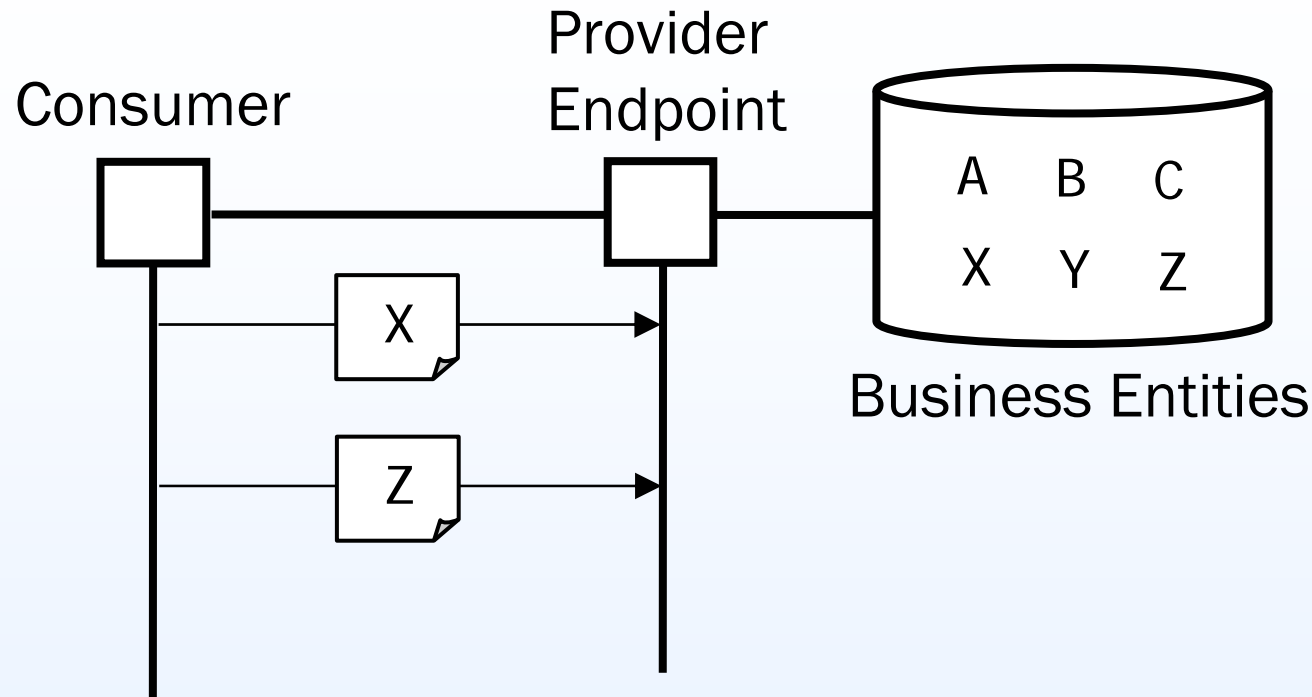 Provider
Endpoint
Consumer
A B C
X Y Z
Business Entities
X
Z